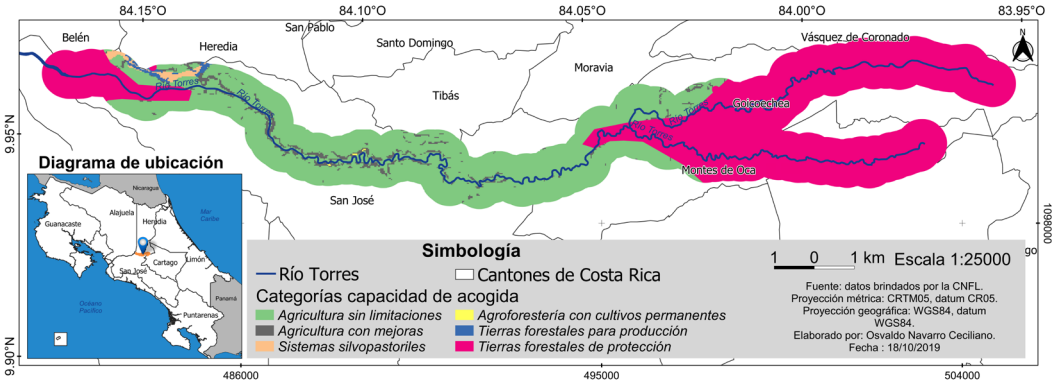 84.15°O
84.10°O
84.05°O
84.00°O
83.95°O
San Pablo
Belén
Heredia
Santo Domingo
Vásquez de Coronado
N
Moravia
Río Torres
Río Torres
Tibás
Río Torres
Goicoechea
Río Torres
9.95°N
Diagrama de ubicación
Montes de Oca
San José
Nicaragua
Alajuela
Heredia
Mar
Caribe
Guanacaste
Limón
Cartago
San José
Panamá
Océano
Pacífico
Puntarenas
1098000
go
Simbología
Río Torres
Cantones de Costa Rica
Categorías capacidad de acogida
Agricultura sin limitaciones
Agroforestería con cultivos permanentes
Agricultura con mejoras
Tierras forestales para producción
Sistemas silvopastoriles
Tierras forestales de protección
1 0 1 km
Escala 1:25000
Fuente: datos brindados por la CNFL.
Proyección métrica: CRTM05, datum CR05.
Proyección geográfica: WGS84, datum
WGS84.
Elaborado por: Osvaldo Navarro Ceciliano.
Fecha : 18/10/2019
9.90°N
486000
495000
504000